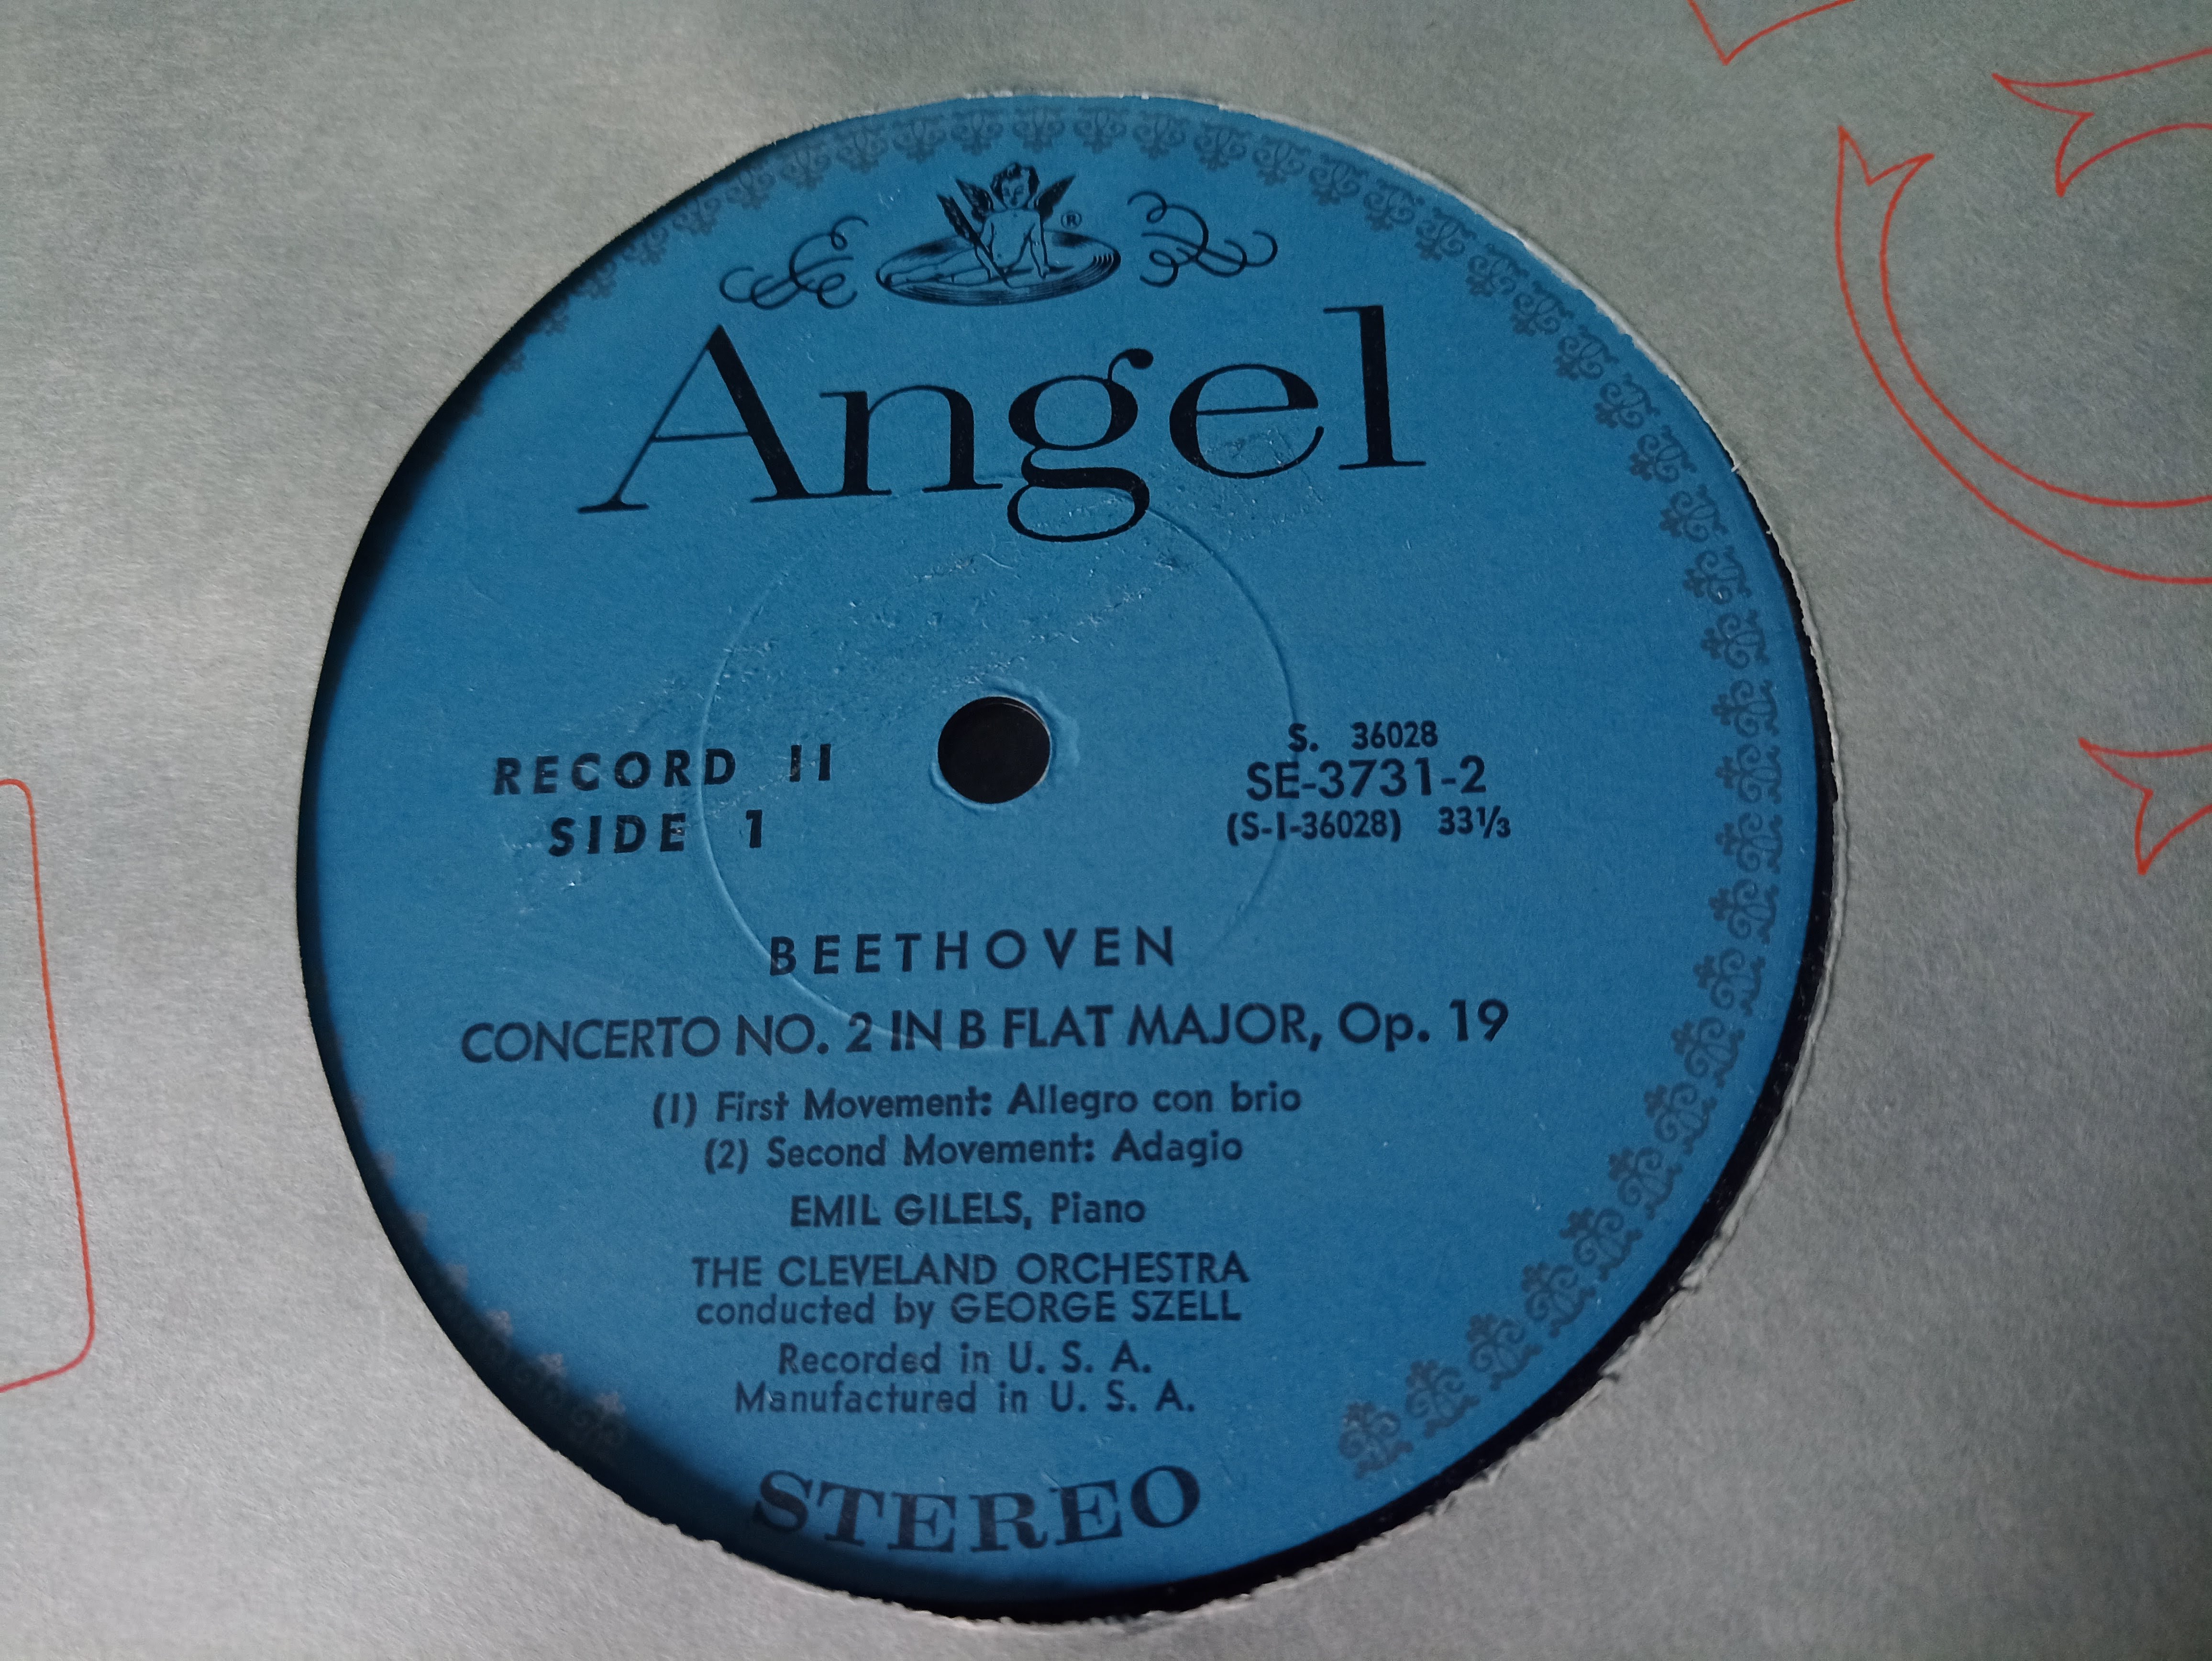 ®
Angel
RECORD II
SIDE 1
S. 36028
SE-3731-2
(S-1-36028) 33⅓
BEETHOVEN
CONCERTO NO. 2 IN B FLAT MAJOR, Op. 19
(1) First Movement: Allegro con brio
(2) Second Movement: Adagio
EMIL GILELS, Piano
THE CLEVELAND ORCHESTRA
conducted by GEORGE SZELL
Recorded in U. S. A.
Manufactured in U. S. A.
STEREO